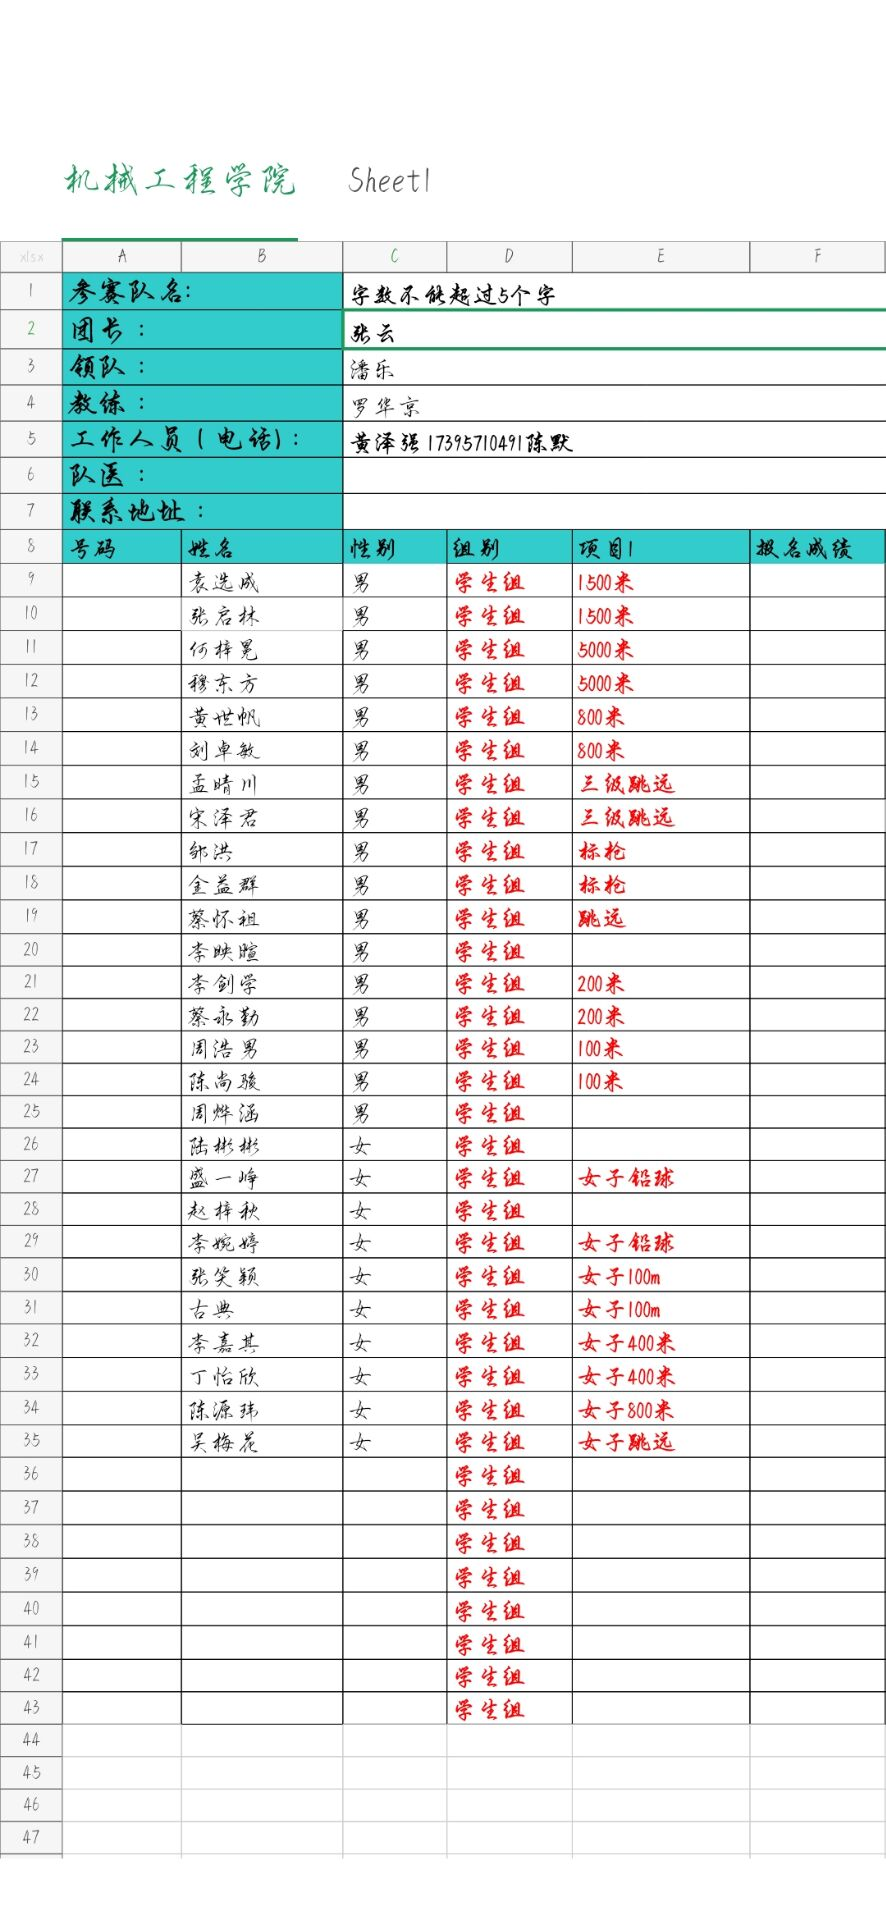 机械工程学院 Sheet1
xlsx A B C D E F
1 参赛队名: 字数不能超过5个字
2 团长： 张云
3 领队： 潘乐
4 教练： 罗华京
5 工作人员（电话）： 黄泽强17395710491陈默
6 队医：
7 联系地址：
8 号码 姓名 性别 组别 项目1 报名成绩
9 袁选成 男 学生组 1500米
10 张启林 男 学生组 1500米
11 何梓晃 男 学生组 5000米
12 穆东方 男 学生组 5000米
13 黄世帆 男 学生组 800米
14 刘卓敏 男 学生组 800米
15 孟晴川 男 学生组 三级跳远
16 宋泽君 男 学生组 三级跳远
17 邹洪 男 学生组 标枪
18 金益群 男 学生组 标枪
19 蔡怀祖 男 学生组 跳远
20 李映暄 男 学生组
21 李剑学 男 学生组 200米
22 蔡永勤 男 学生组 200米
23 周浩男 男 学生组 100米
24 陈尚骏 男 学生组 100米
25 周烨涵 男 学生组
26 陆彬彬 女 学生组
27 盛一峥 女 学生组 女子铅球
28 赵梓秋 女 学生组
29 李婉婷 女 学生组 女子铅球
30 张笑颖 女 学生组 女子100m
31 古典 女 学生组 女子100m
32 李嘉其 女 学生组 女子400米
33 丁怡欣 女 学生组 女子400米
34 陈源玮 女 学生组 女子800米
35 吴梅花 女 学生组 女子跳远
36 学生组
37 学生组
38 学生组
39 学生组
40 学生组
41 学生组
42 学生组
43 学生组
44
45
46
47